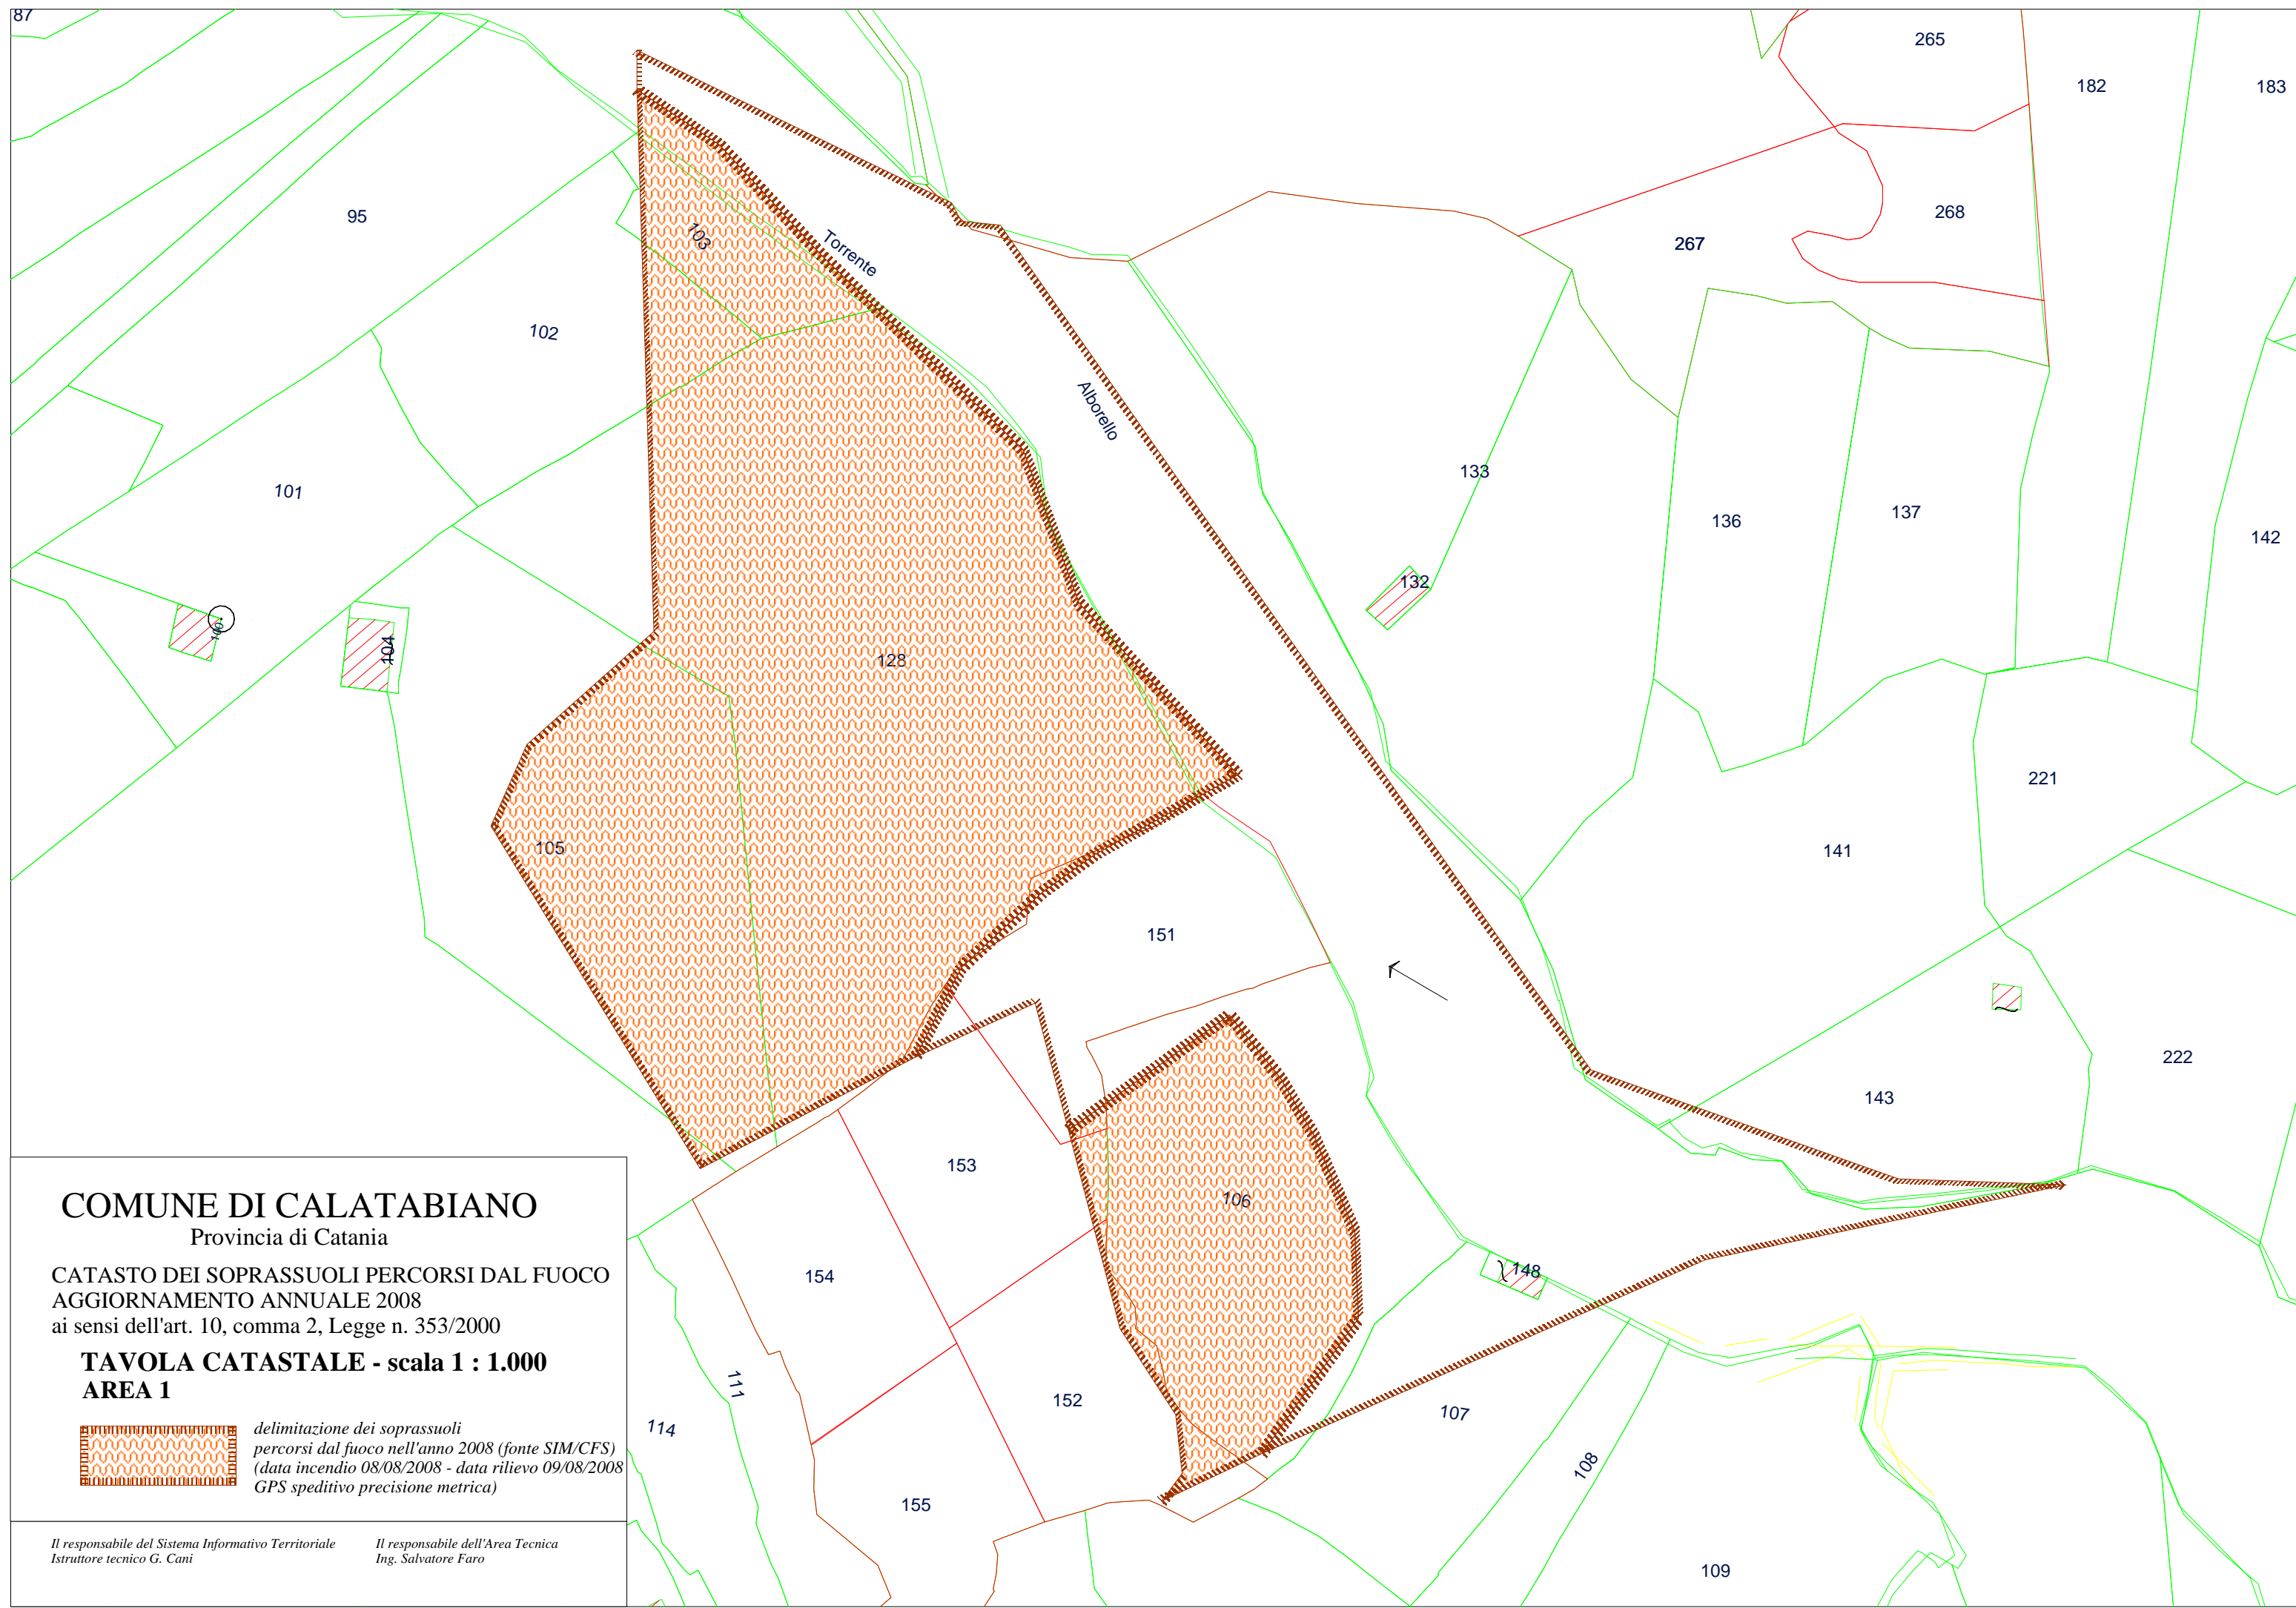 87
265
182
183
95
103
Torrente
268
267
102
Alborello
133
101
136
137
142
132
100
104
128
221
105
141
151
222
143
153
106
154
148
111
152
107
114
108
155
109
COMUNE DI CALATABIANO
Provincia di Catania
CATASTO DEI SOPRASSUOLI PERCORSI DAL FUOCO
AGGIORNAMENTO ANNUALE 2008
ai sensi dell'art. 10, comma 2, Legge n. 353/2000
TAVOLA CATASTALE - scala 1 : 1.000
AREA 1
delimitazione dei soprassuoli
percorsi dal fuoco nell'anno 2008 (fonte SIM/CFS)
(data incendio 08/08/2008 - data rilievo 09/08/2008
GPS speditivo precisione metrica)
Il responsabile del Sistema Informativo Territoriale
Istruttore tecnico G. Cani
Il responsabile dell'Area Tecnica
Ing. Salvatore Faro